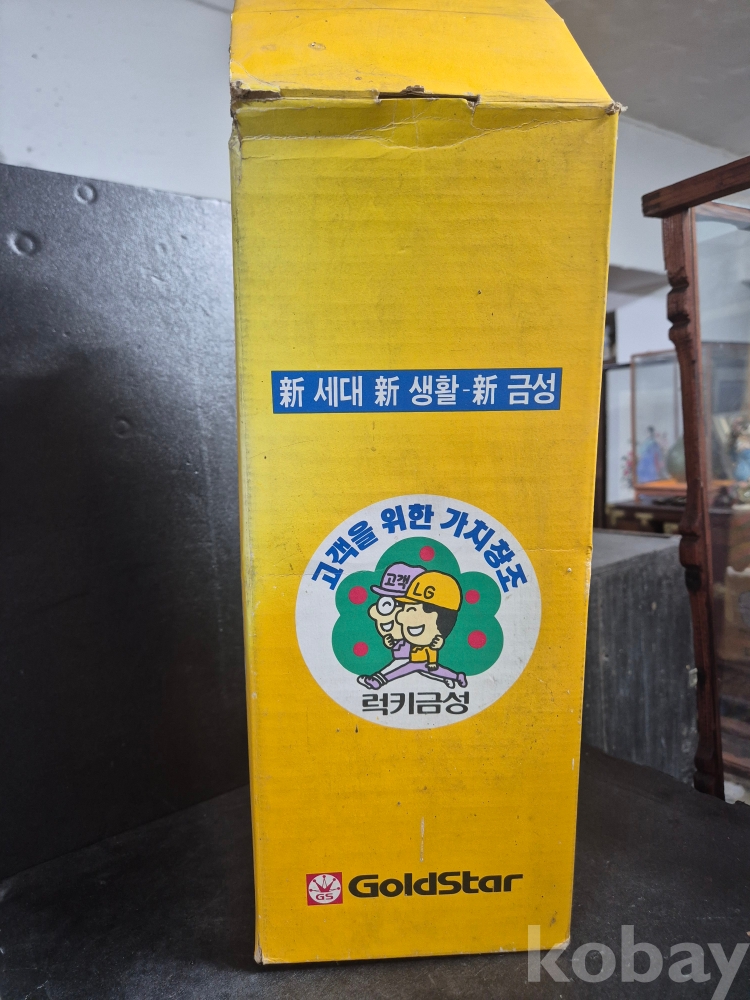 新 세대 新 생활-新 금성
고객을 위한 가치창조
고객
LG
럭키금성
GS
GoldStar
kobay